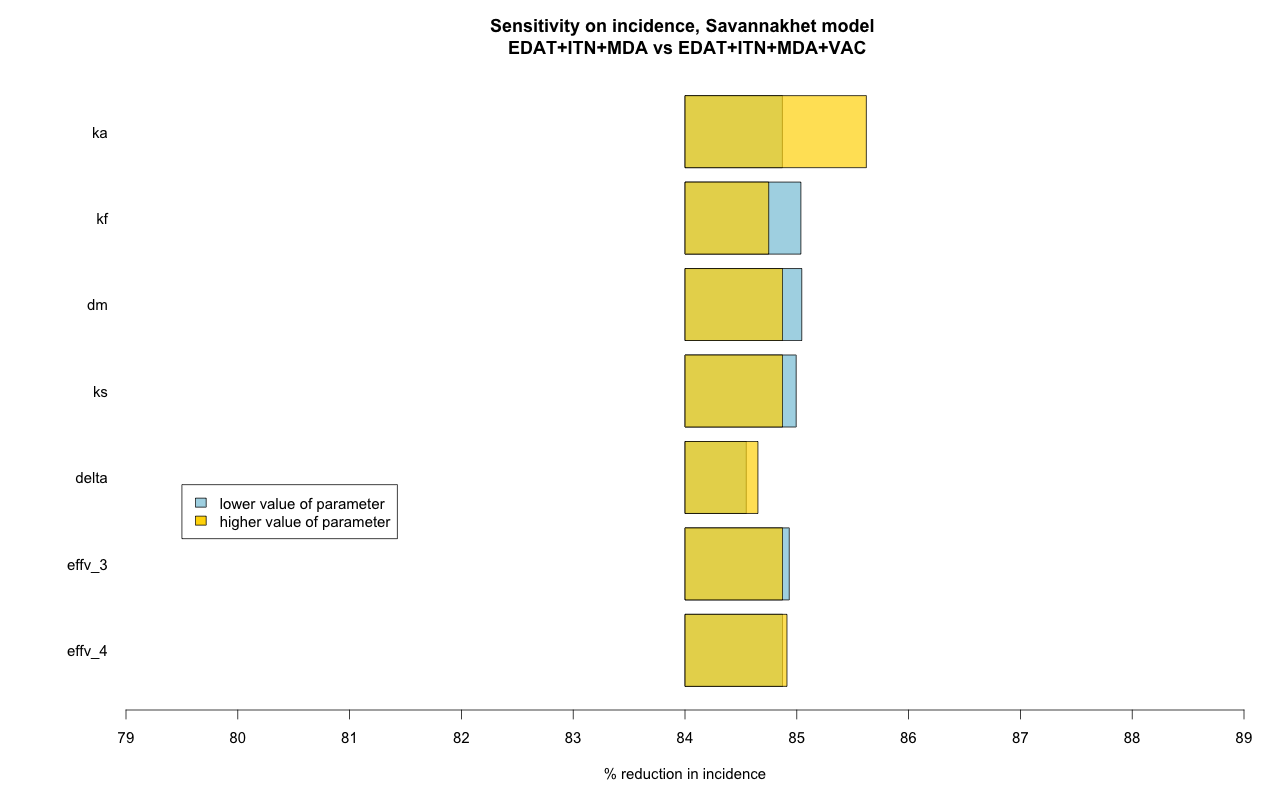 Sensitivity on incidence, Savannakhet model
EDAT+ITN+MDA vs EDAT+ITN+MDA+VAC
ka
kf
dm
ks
delta
lower value of parameter
higher value of parameter
effv_3
effv_4
79 80 81 82 83 84 85 86 87 88 89
% reduction in incidence